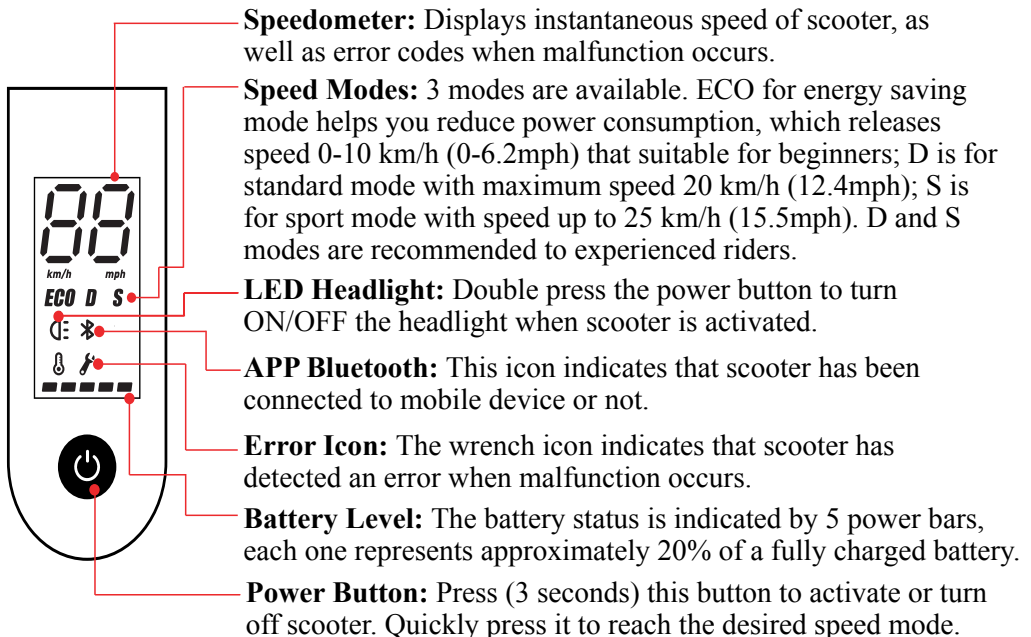 Speedometer: Displays instantaneous speed of scooter, as
well as error codes when malfunction occurs.
Speed Modes: 3 modes are available. ECO for energy saving
mode helps you reduce power consumption, which releases
speed 0-10 km/h (0-6.2mph) that suitable for beginners; D is for
standard mode with maximum speed 20 km/h (12.4mph); S is
for sport mode with speed up to 25 km/h (15.5mph). D and S
modes are recommended to experienced riders.
LED Headlight: Double press the power button to turn
ON/OFF the headlight when scooter is activated.
APP Bluetooth: This icon indicates that scooter has been
connected to mobile device or not.
Error Icon: The wrench icon indicates that scooter has
detected an error when malfunction occurs.
Battery Level: The battery status is indicated by 5 power bars,
each one represents approximately 20% of a fully charged battery.
Power Button: Press (3 seconds) this button to activate or turn
off scooter. Quickly press it to reach the desired speed mode.
88
km/h mph
ECO D S